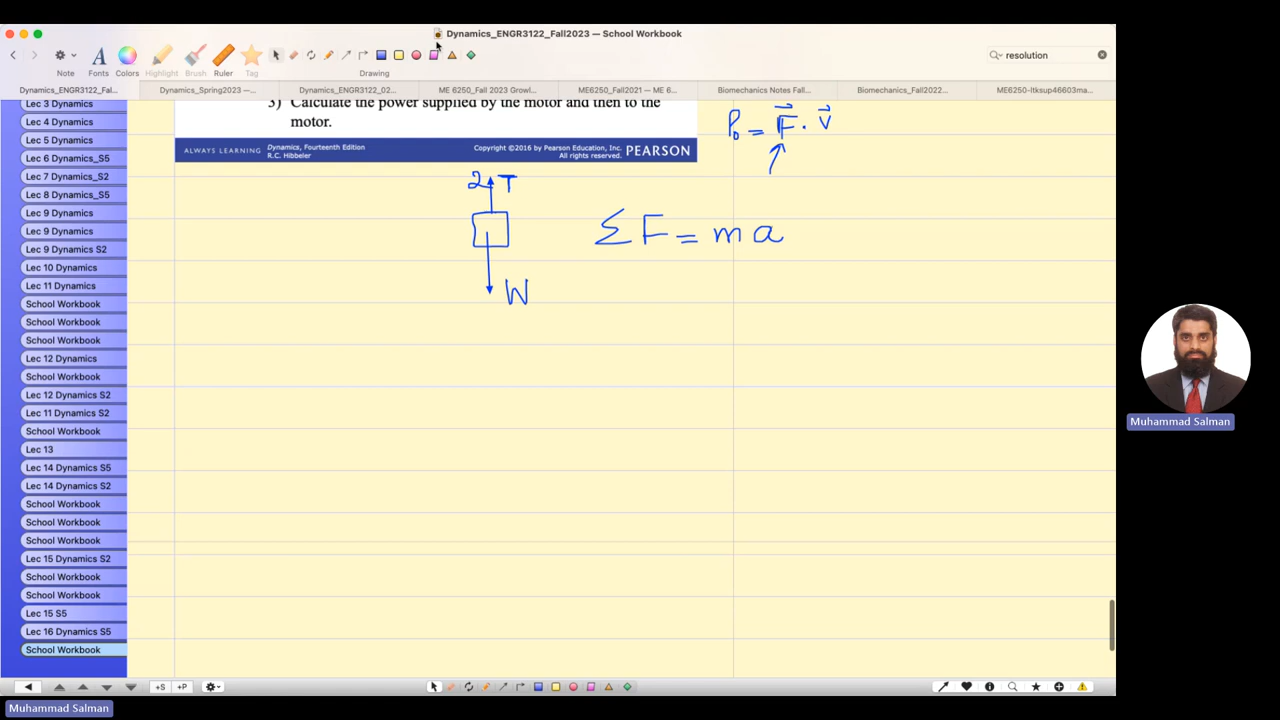 Dynamics_ENGR3122_Fall2023 — School Workbook
resolution
Note
Fonts
Colors
Highlight
Brush
Ruler
Tag
Drawing
Dynamics_ENGR3122_Fal...
Dynamics_Spring2023 —...
Dynamics_ENGR3122_02...
ME 6250_Fall 2023 Growl...
ME6250_Fall2021 — ME 6...
Biomechanics Notes Fall...
Biomechanics_Fall2022...
ME6250-ltksup46603ma...
Lec 3 Dynamics
Lec 4 Dynamics
Lec 5 Dynamics
Lec 6 Dynamics_S5
Lec 7 Dynamics_S2
Lec 8 Dynamics_S5
Lec 9 Dynamics
Lec 9 Dynamics
Lec 9 Dynamics S2
Lec 10 Dynamics
Lec 11 Dynamics
School Workbook
School Workbook
School Workbook
Lec 12 Dynamics
School Workbook
Lec 12 Dynamics S2
Lec 11 Dynamics S2
School Workbook
Lec 13
Lec 14 Dynamics S5
Lec 14 Dynamics S2
School Workbook
School Workbook
School Workbook
Lec 15 Dynamics S2
School Workbook
School Workbook
Lec 15 S5
Lec 16 Dynamics S5
School Workbook
3) Calculate the power supplied by the motor and then to the
motor.
ALWAYS LEARNING
Dynamics, Fourteenth Edition
R.C. Hibbeler
Copyright ©2016 by Pearson Education, Inc.
All rights reserved.
PEARSON
P₀ = F⃗ · v⃗
2 T
W
Σ F = m a
+S
+P
Muhammad Salman
Muhammad Salman